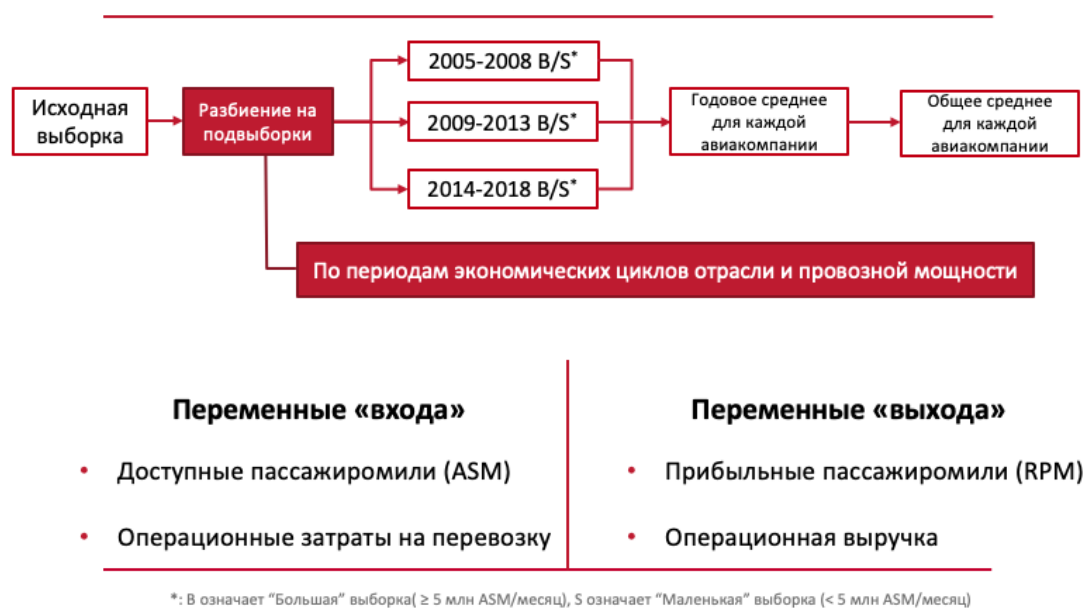 Исходная
выборка
Разбиение на
подвыборки
2005-2008 B/S*
2009-2013 B/S*
2014-2018 B/S*
Годовое среднее
для каждой
авиакомпании
Общее среднее
для каждой
авиакомпании
По периодам экономических циклов отрасли и провозной мощности
Переменные «входа»
• Доступные пассажиромили (ASM)
• Операционные затраты на перевозку
Переменные «выхода»
• Прибыльные пассажиромили (RPM)
• Операционная выручка
*: B означает “Большая” выборка( ≥ 5 млн ASM/месяц), S означает “Маленькая” выборка (< 5 млн ASM/месяц)